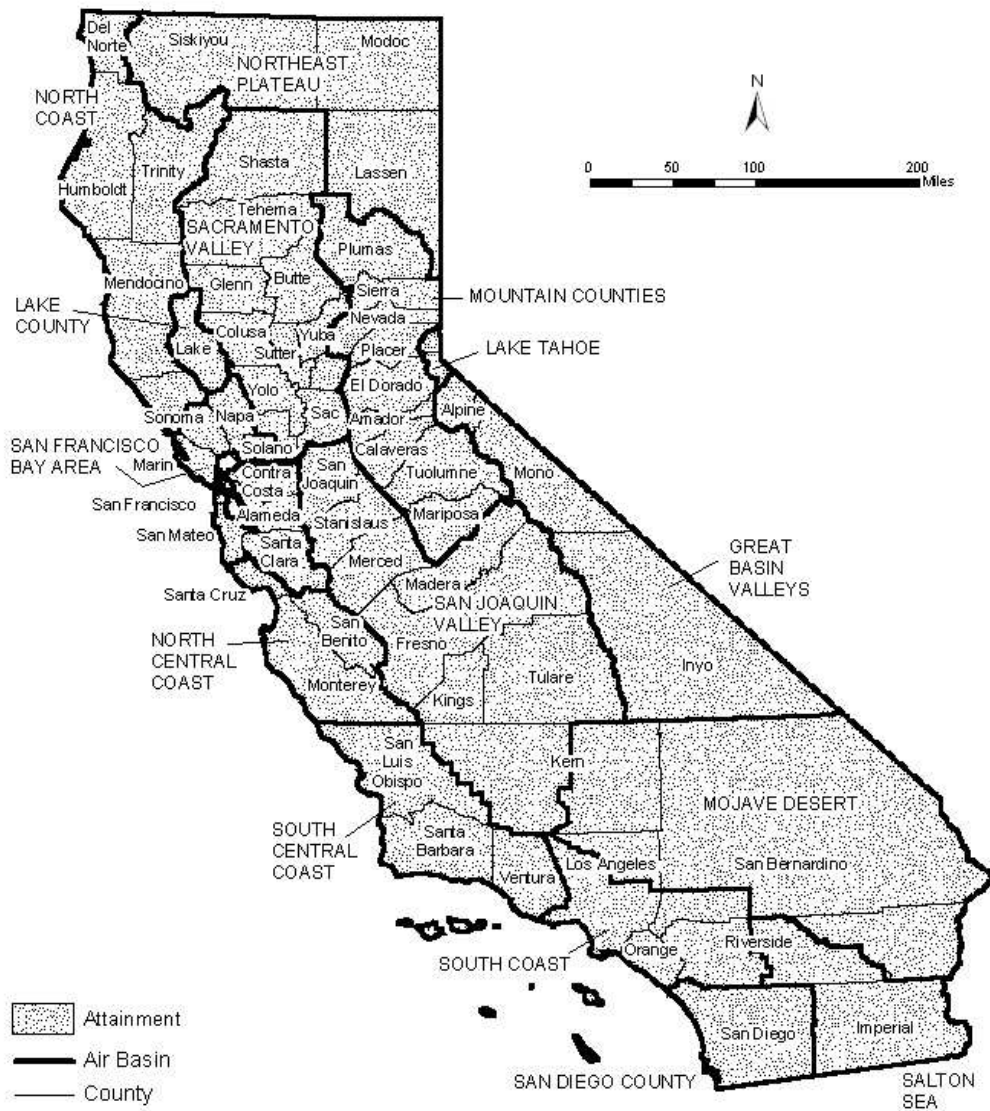 Del
Norte
Siskiyou
Modoc
NORTHEAST
PLATEAU
NORTH
COAST
N
0 50 100 200
Miles
Humboldt
Trinity
Shasta
Lassen
Tehema
SACRAMENTO
VALLEY
Plumas
Mendocino
Glenn
Butte
Sierra
MOUNTAIN COUNTIES
LAKE
COUNTY
Colusa
Yuba
Nevada
Lake
Sutter
Placer
LAKE TAHOE
Yolo
El Dorado
Sonoma
Napa
Sac
Amador
Alpine
SAN FRANCISCO
BAY AREA
Solano
Calaveras
Marin
Contra
Costa
San
Joaquin
Tuolumne
Mono
San Francisco
Alameda
Stanislaus
Mariposa
San Mateo
Santa
Clara
Merced
GREAT
BASIN
VALLEYS
Madera
Santa Cruz
SAN JOAQUIN
VALLEY
San
Benito
NORTH
CENTRAL
COAST
Fresno
Inyo
Monterey
Kings
Tulare
San
Luis
Obispo
Kern
MOJAVE DESERT
SOUTH
CENTRAL
COAST
Santa
Barbara
Ventura
Los Angeles
San Bernardino
SOUTH COAST
Orange
Riverside
San Diego
Imperial
SAN DIEGO COUNTY
SALTON
SEA
Attainment
Air Basin
County